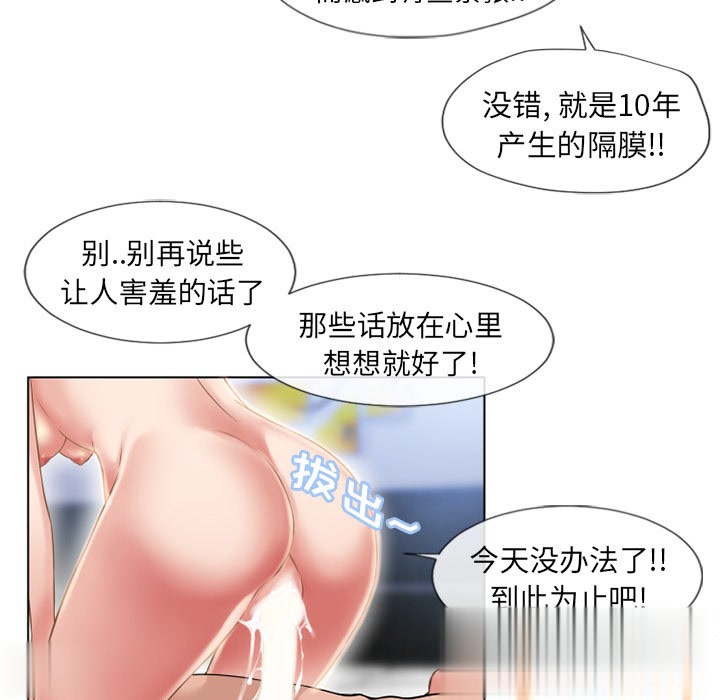 没错, 就是10年
产生的隔膜!!
别..别再说些
让人害羞的话了
那些话放在心里
想想就好了!
拔出~
今天没办法了!!
到此为止吧!